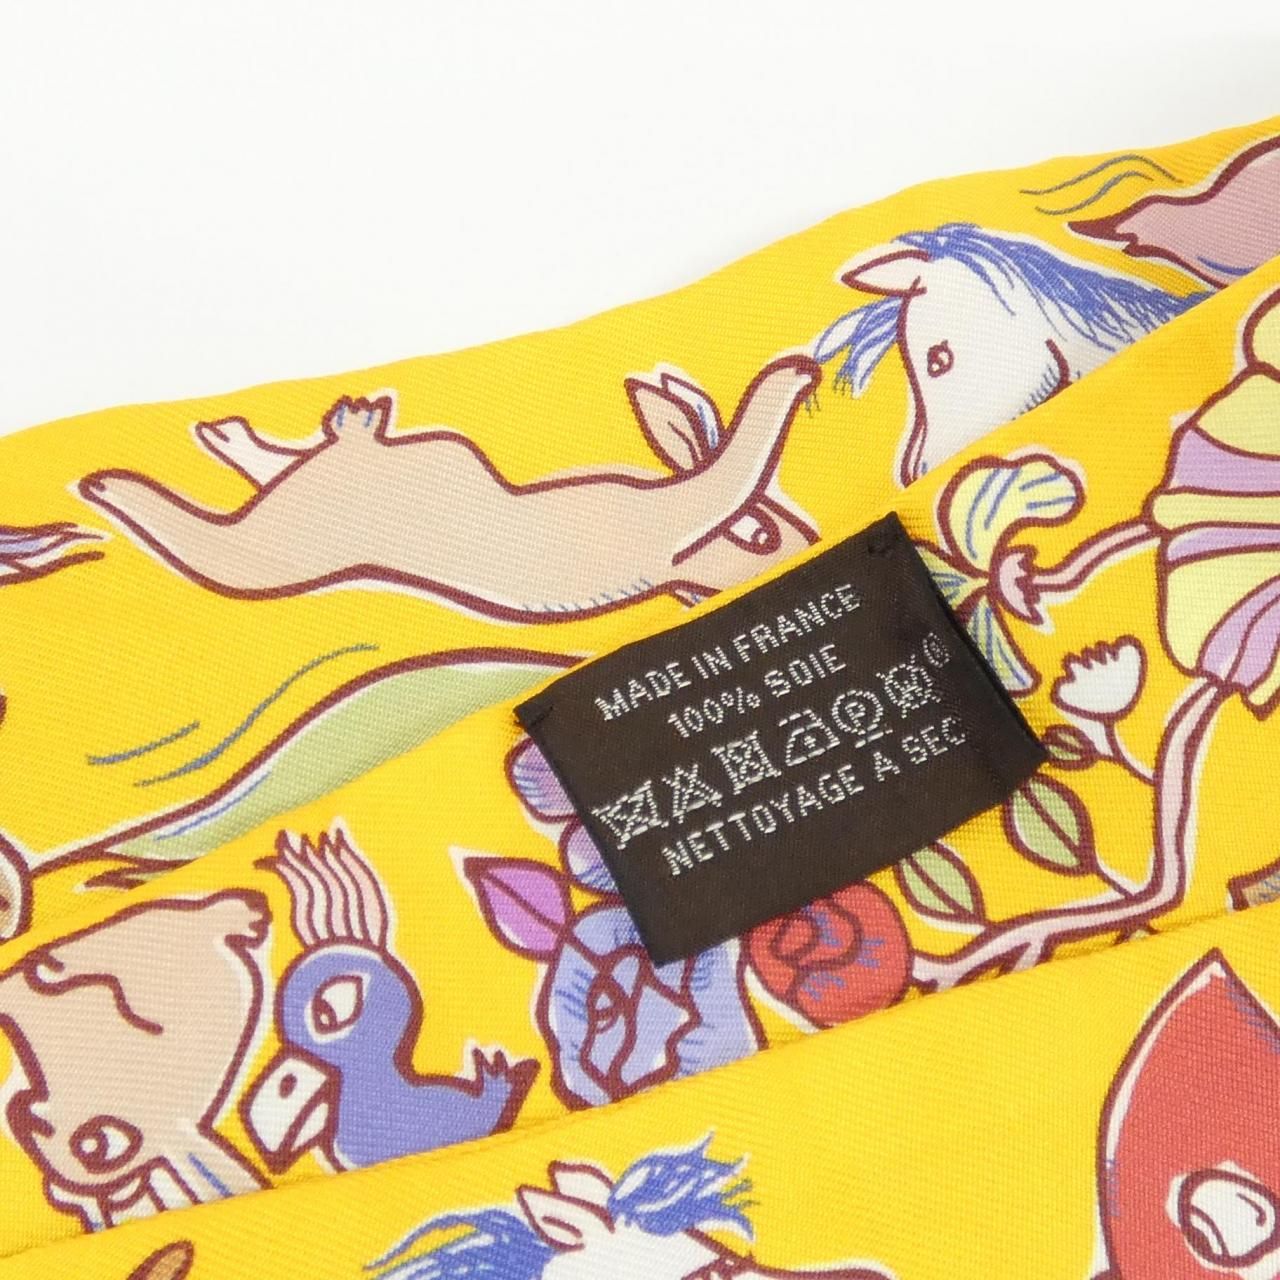 MADE IN FRANCE
100% SOIE
®
NETTOYAGE A SEC